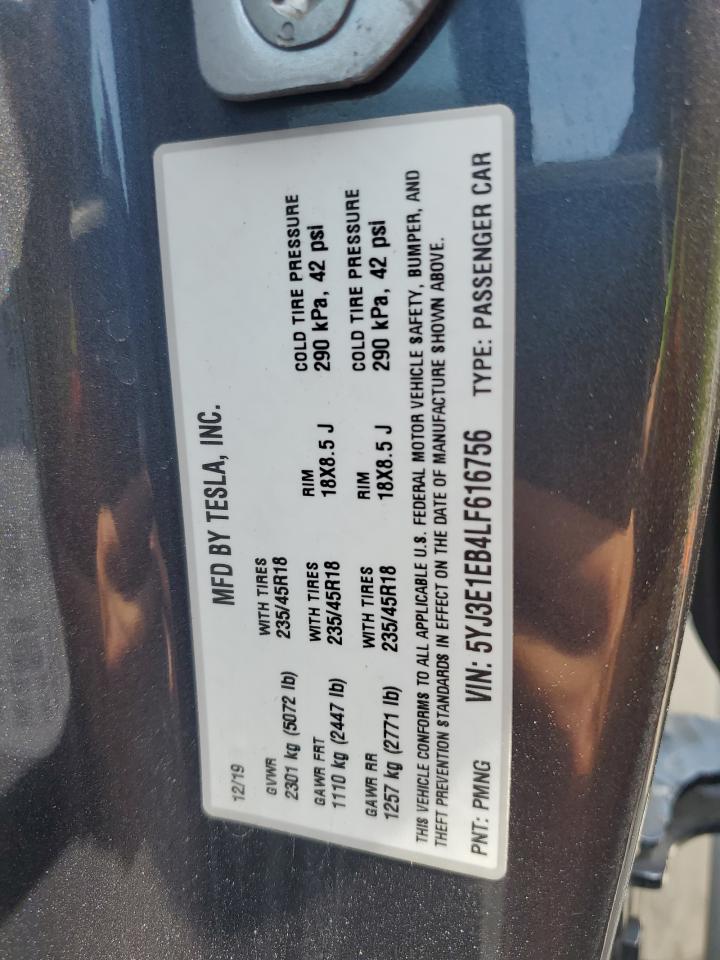 MFD BY TESLA, INC.
12/19
GVWR WITH TIRES
2301 kg (5072 lb) 235/45R18
GAWR FRT WITH TIRES RIM COLD TIRE PRESSURE
1110 kg (2447 lb) 235/45R18 18X8.5 J 290 kPa, 42 psi
GAWR RR WITH TIRES RIM COLD TIRE PRESSURE
1257 kg (2771 lb) 235/45R18 18X8.5 J 290 kPa, 42 psi
THIS VEHICLE CONFORMS TO ALL APPLICABLE U.S. FEDERAL MOTOR VEHICLE SAFETY, BUMPER, AND
THEFT PREVENTION STANDARDS IN EFFECT ON THE DATE OF MANUFACTURE SHOWN ABOVE.
PNT: PMNG VIN: 5YJ3E1EB4LF616756 TYPE: PASSENGER CAR